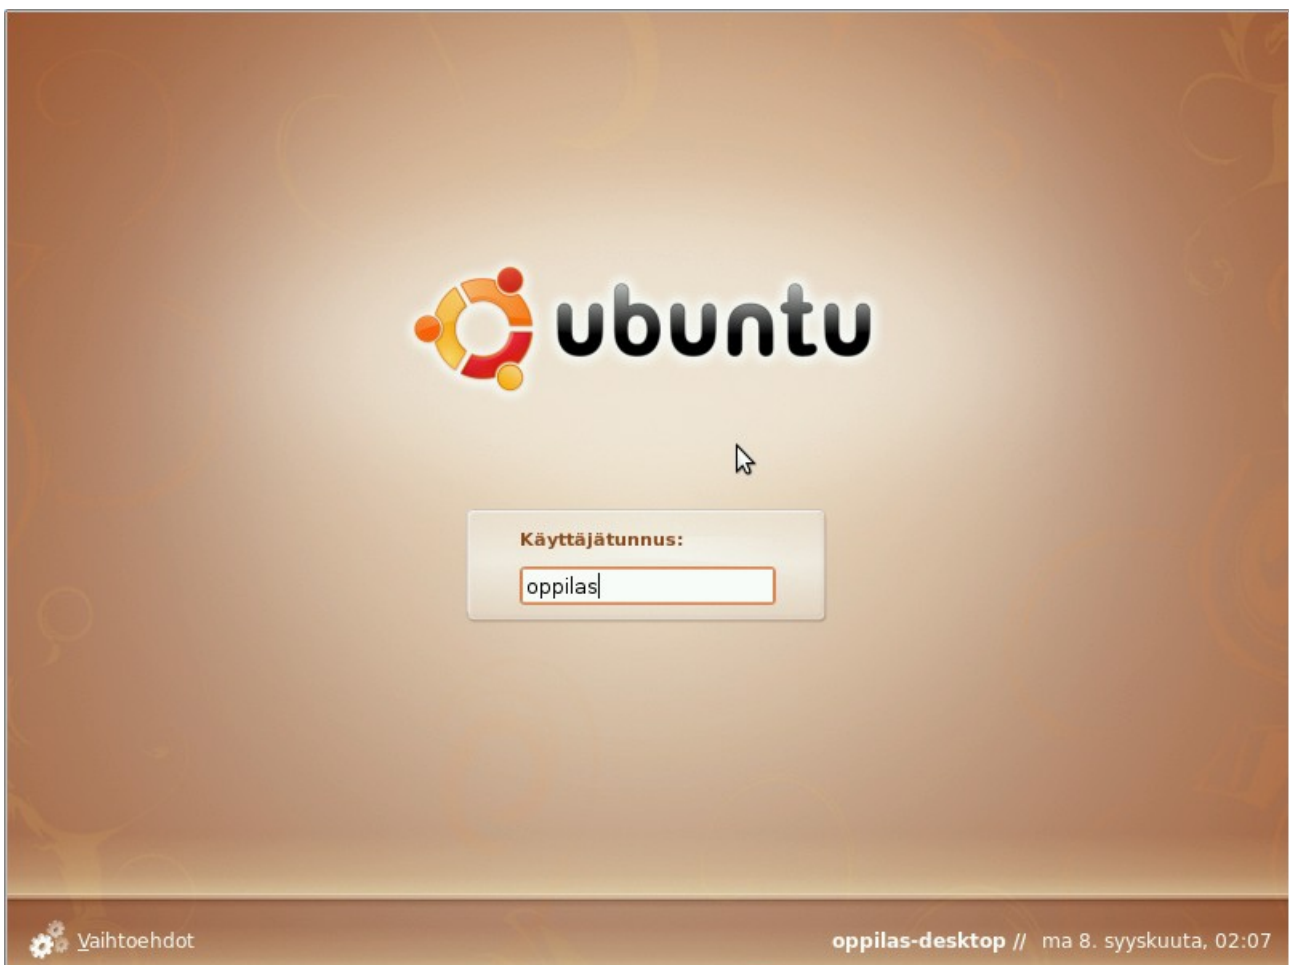 ubuntu
Käyttäjätunnus:
oppilas
Vaihtoehdot
oppilas-desktop // ma 8. syyskuuta, 02:07